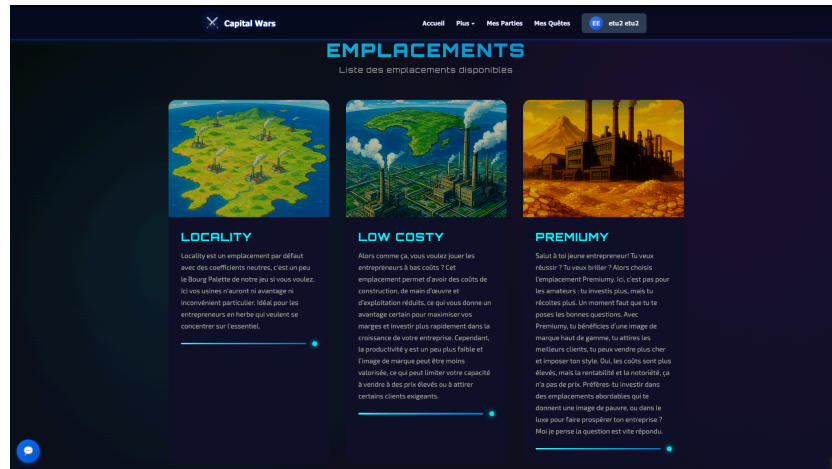 Capital Wars
Accueil Plus Mes Parties Mes Quêtes EE etu2 etu2
EMPLACEMENTS
Liste des emplacements disponibles
LOCALITY
Locality est un emplacement par défaut
avec des coefficients neutres, c'est un peu
le Bourg Palette de notre jeu si vous voulez.
Ici vos usines n'auront ni avantage ni
inconvénient particulier. Idéal pour les
entrepreneurs en herbe qui veulent se
concentrer sur l'essentiel.
LOW COSTY
Alors comme ça, vous voulez jouer les
entrepreneurs à bas coûts ? Cet
emplacement permet d'avoir des coûts de
construction, de main d'œuvre et
d'exploitation réduits, ce qui vous donne un
avantage certain pour maximiser vos
marges et investir plus rapidement dans la
croissance de votre entreprise. Cependant,
la productivité y est un peu plus faible et
l'image de marque peut être moins
valorisée, ce qui peut limiter votre capacité
à vendre à des prix élevés ou à attirer
certains clients exigeants.
PREMIUMY
Salut à toi jeune entrepreneur! Tu veux
réussir ? Tu veux briller ? Alors choisis
l'emplacement Premiumy. Ici, c'est pas pour
les amateurs : tu investis plus, mais tu
récoltes plus. Un moment faut que tu te
poses les bonnes questions. Avec
Premiumy, tu bénéficies d'une image de
marque haut de gamme, tu attires les
meilleurs clients, tu peux vendre plus cher
et imposer ton style. Oui, les coûts sont plus
élevés, mais la rentabilité et la notoriété, ça
n'a pas de prix. Préfères-tu investir dans
des emplacements abordables qui te
donnent une image de pauvre, ou dans le
luxe pour faire prospérer ton entreprise ?
Moi je pense la question est vite répondu.